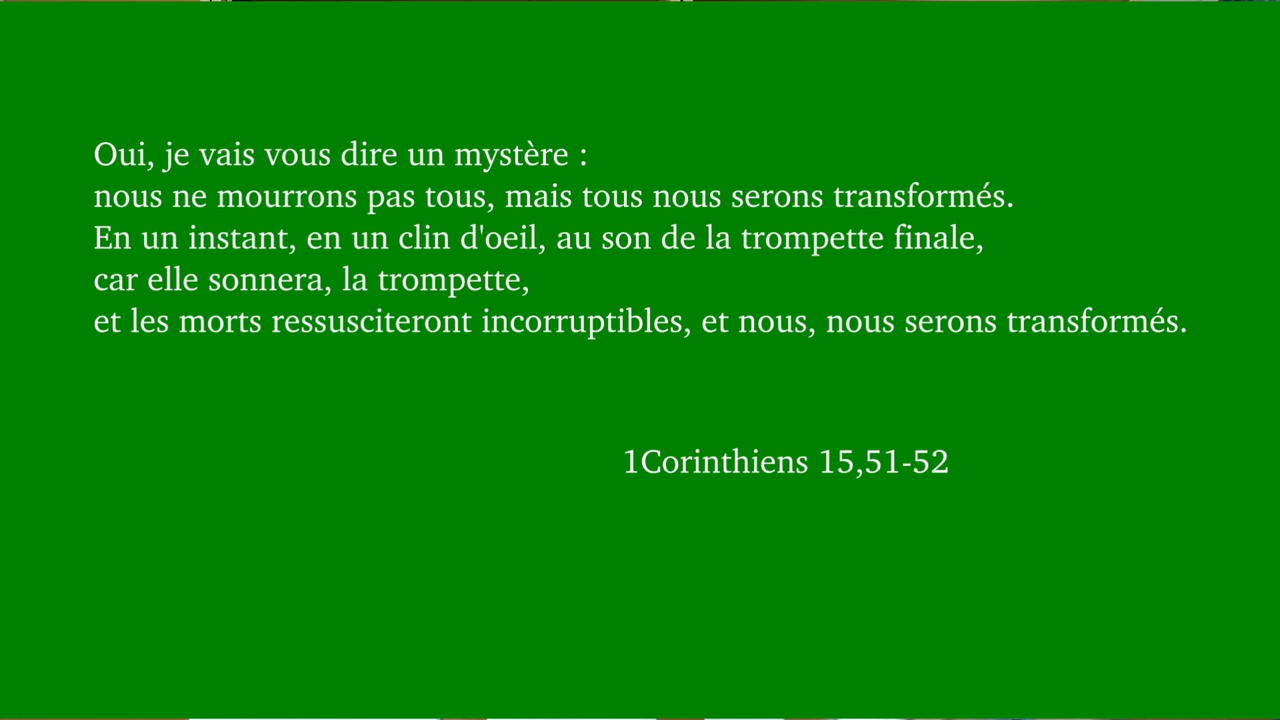 Oui, je vais vous dire un mystère :
nous ne mourrons pas tous, mais tous nous serons transformés.
En un instant, en un clin d'oeil, au son de la trompette finale,
car elle sonnera, la trompette,
et les morts ressusciteront incorruptibles, et nous, nous serons transformés.
1Corinthiens 15,51-52